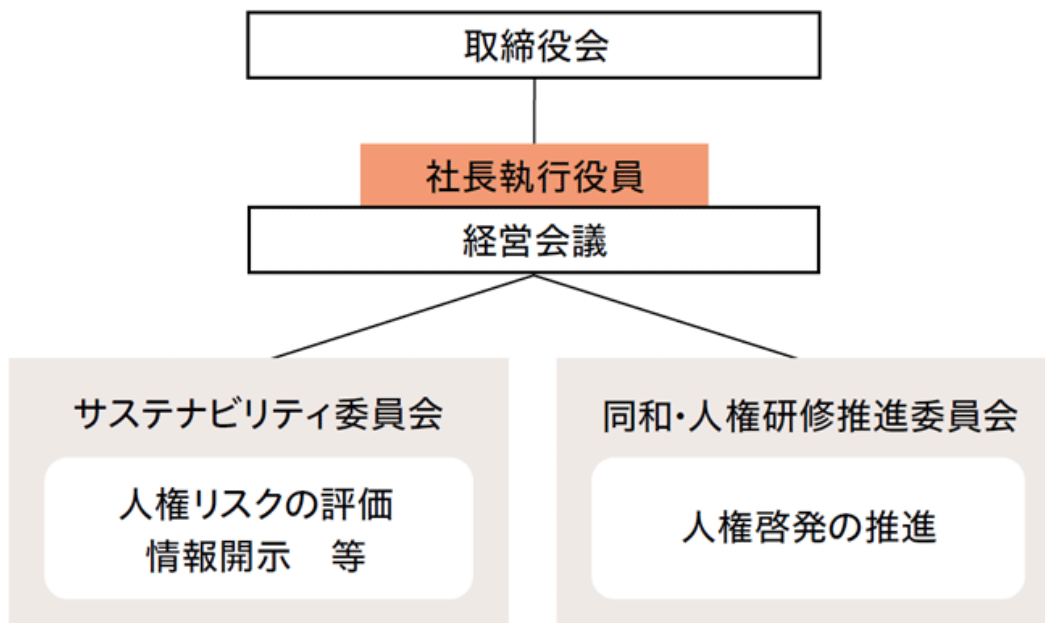 取締役会
社長執行役員
経営会議
サステナビリティ委員会
人権リスクの評価
情報開示　等
同和・人権研修推進委員会
人権啓発の推進